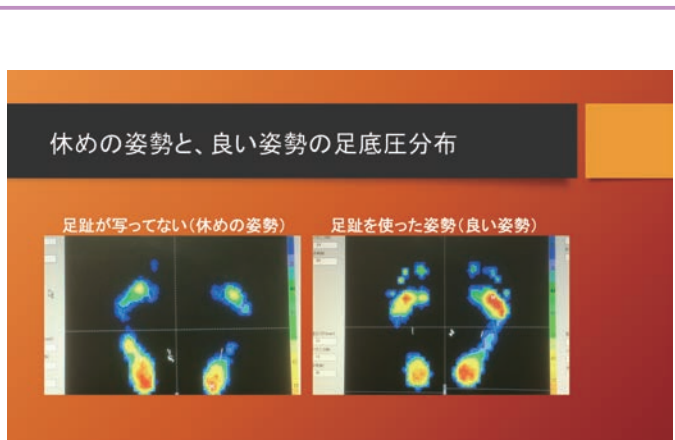 休めの姿勢と、良い姿勢の足底圧分布
足趾が写ってない（休めの姿勢）
足趾を使った姿勢（良い姿勢）